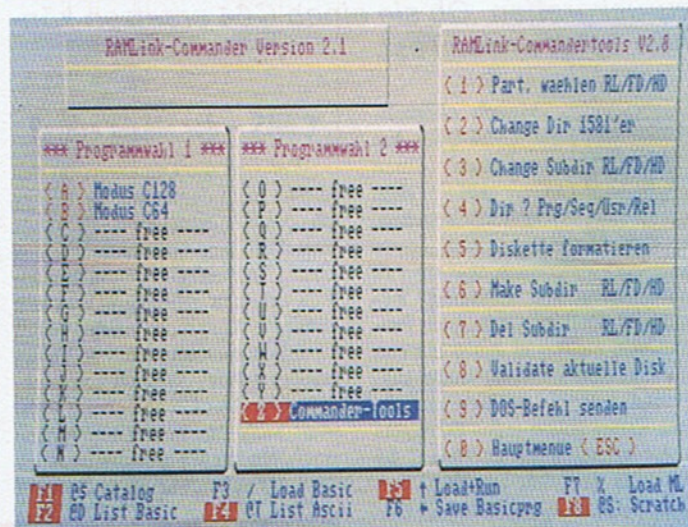 RAMLink-Commander Version 2.1
*** Programmwahl 1 ***
( A ) Modus C128
( B ) Modus C64
( C ) ---- free ----
( D ) ---- free ----
( E ) ---- free ----
( F ) ---- free ----
( G ) ---- free ----
( H ) ---- free ----
( I ) ---- free ----
( J ) ---- free ----
( K ) ---- free ----
( L ) ---- free ----
( M ) ---- free ----
( N ) ---- free ----
*** Programmwahl 2 ***
( O ) ---- free ----
( P ) ---- free ----
( Q ) ---- free ----
( R ) ---- free ----
( S ) ---- free ----
( T ) ---- free ----
( U ) ---- free ----
( V ) ---- free ----
( W ) ---- free ----
( X ) ---- free ----
( Y ) ---- free ----
( Z ) Commander-Tools
RAMLink-Commandertools V2.8
( 1 ) Part. waehlen RL/FD/HD
( 2 ) Change Dir 1581'er
( 3 ) Change Subdir RL/FD/HD
( 4 ) Dir ? Prg/Seq/Usr/Rel
( 5 ) Diskette formatieren
( 6 ) Make Subdir RL/FD/HD
( 7 ) Del Subdir RL/FD/HD
( 8 ) Validate aktuelle Disk
( 9 ) DOS-Befehl senden
( 0 ) Hauptmenue ( ESC )
F1 @$ Catalog F3 / Load Basic F5 ↑ Load+Run F7 % Load ML
F2 @D List Basic F4 @T List Ascii F6 ← Save Basicprg F8 @S: Scratch